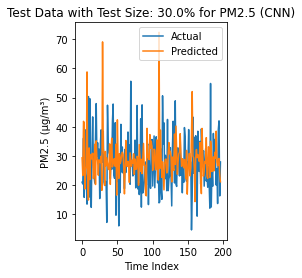 Test Data with Test Size: 30.0% for PM2.5 (CNN)
Actual
Predicted
PM2.5 (µg/m³)
70
60
50
40
30
20
10
0
50
100
150
200
Time Index